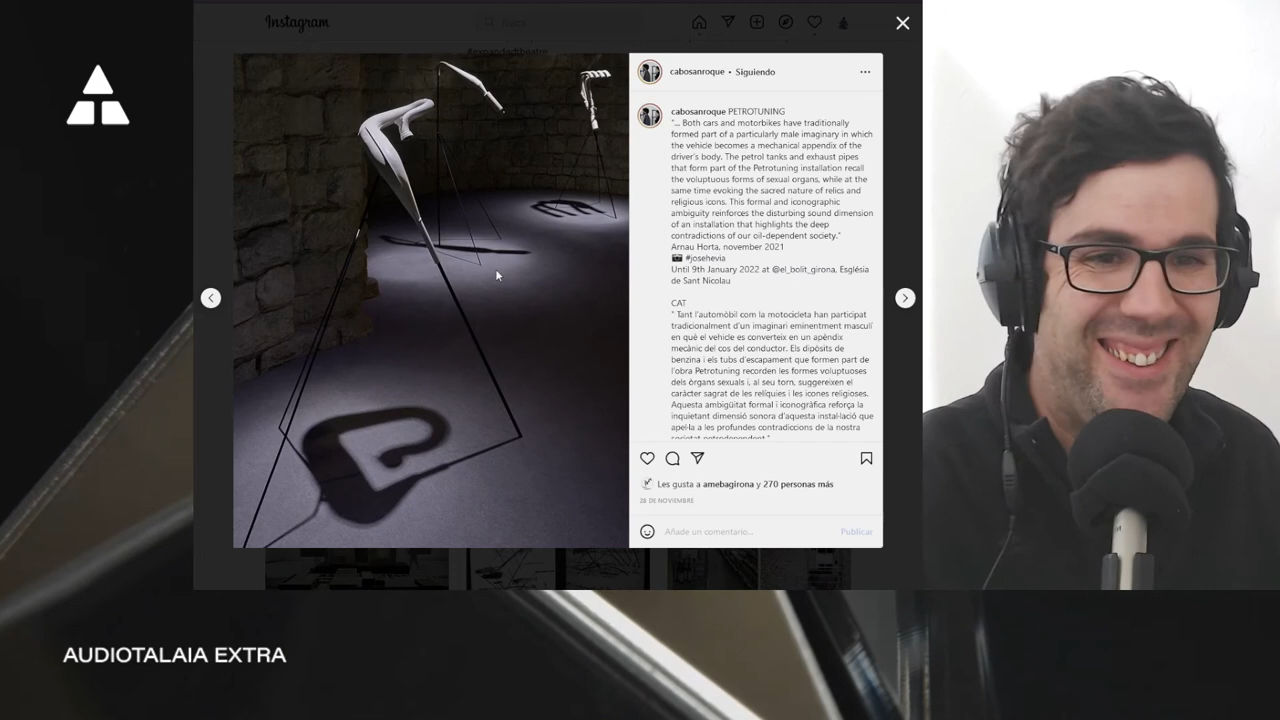 Instagram
Busca
#expandedtheatre
cabosanroque • Siguiendo
cabosanroque PETROTUNING
"... Both cars and motorbikes have traditionally
formed part of a particularly male imaginary in which
the vehicle becomes a mechanical appendix of the
driver's body. The petrol tanks and exhaust pipes
that form part of the Petrotuning installation recall
the voluptuous forms of sexual organs, while at the
same time evoking the sacred nature of relics and
religious icons. This formal and iconographic
ambiguity reinforces the disturbing sound dimension
of an installation that highlights the deep
contradictions of our oil-dependent society."
Arnau Horta, november 2021
📷 #josehevia
Until 9th January 2022 at @el_bolit_girona, Església
de Sant Nicolau
CAT
" Tant l'automòbil com la motocicleta han participat
tradicionalment d'un imaginari eminentment masculí
en què el vehicle es converteix en un apèndix
mecànic del cos del conductor. Els dipòsits de
benzina i els tubs d'escapament que formen part de
l'obra Petrotuning recorden les formes voluptuoses
dels òrgans sexuals i, al seu torn, suggereixen el
caràcter sagrat de les relíquies i les icones religioses.
Aquesta ambigüitat formal i iconogràfica reforça la
inquietant dimensió sonora d'aquesta instal·lació que
apel·la a les profundes contradiccions de la nostra
societat petrodependent."
Les gusta a amebagirona y 270 personas más
28 DE NOVIEMBRE
Añade un comentario...
Publicar
AUDIOTALAIA EXTRA